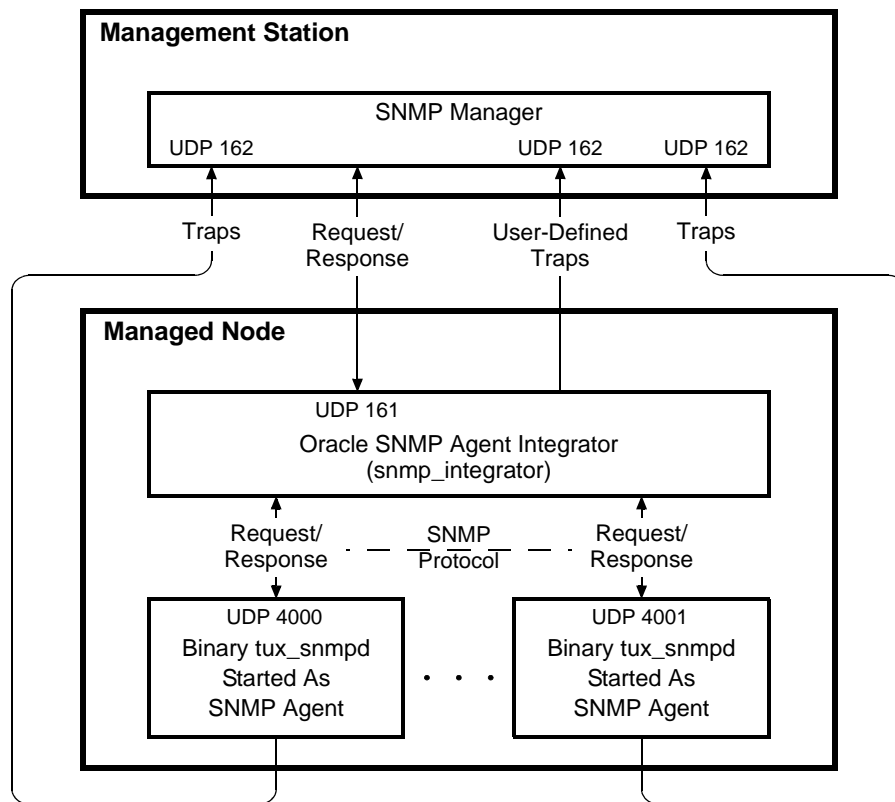 Management Station
SNMP Manager
UDP 162
UDP 162
UDP 162
Traps
Request/
Response
User-Defined
Traps
Traps
Managed Node
UDP 161
Oracle SNMP Agent Integrator
(snmp_integrator)
Request/
Response
SNMP
Protocol
Request/
Response
UDP 4000
Binary tux_snmpd
Started As
SNMP Agent
UDP 4001
Binary tux_snmpd
Started As
SNMP Agent